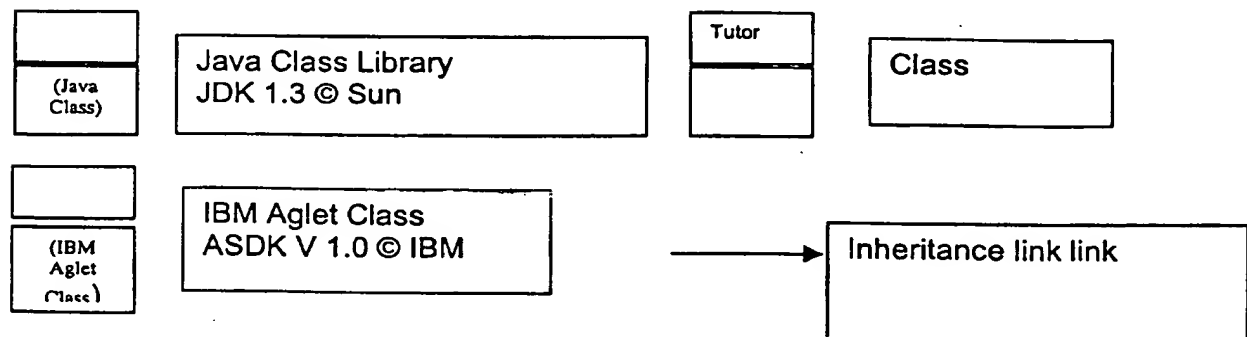 (Java
Class)
Java Class Library
JDK 1.3 © Sun
Tutor
Class
(IBM
Aglet
Class)
IBM Aglet Class
ASDK V 1.0 © IBM
Inheritance link link